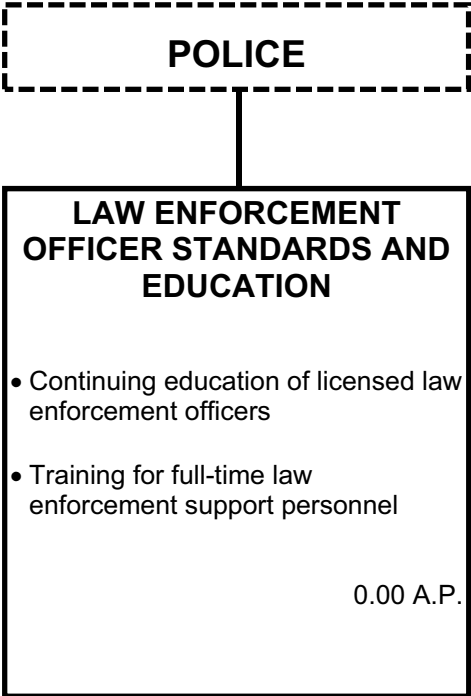 POLICE
LAW ENFORCEMENT
OFFICER STANDARDS AND
EDUCATION
• Continuing education of licensed law
enforcement officers
• Training for full-time law
enforcement support personnel
0.00 A.P.